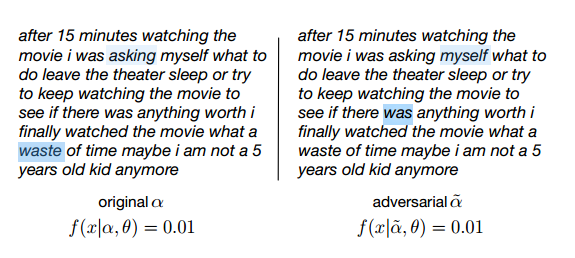 after 15 minutes watching the
movie i was asking myself what to
do leave the theater sleep or try
to keep watching the movie to
see if there was anything worth i
finally watched the movie what a
waste of time maybe i am not a 5
years old kid anymore
original α
f(x|α, θ) = 0.01
after 15 minutes watching the
movie i was asking myself what to
do leave the theater sleep or try
to keep watching the movie to
see if there was anything worth i
finally watched the movie what a
waste of time maybe i am not a 5
years old kid anymore
adversarial α̃
f(x|α̃, θ) = 0.01